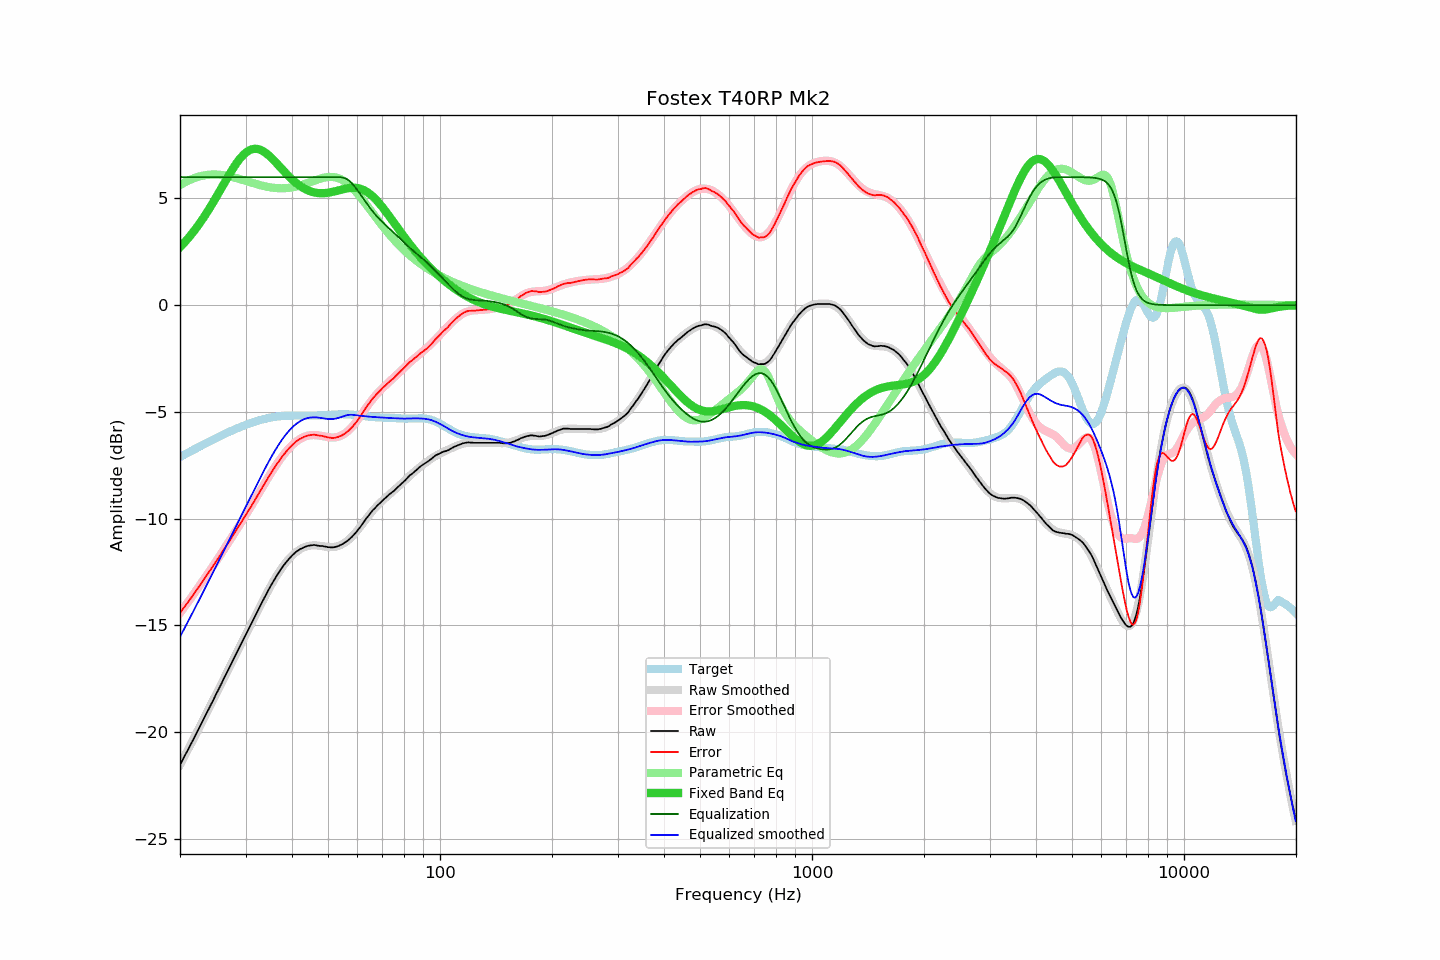 Fostex T40RP Mk2
5
0
−5
−10
−15
−20
−25
Amplitude (dBr)
Target
Raw Smoothed
Error Smoothed
Raw
Error
Parametric Eq
Fixed Band Eq
Equalization
Equalized smoothed
100
1000
10000
Frequency (Hz)